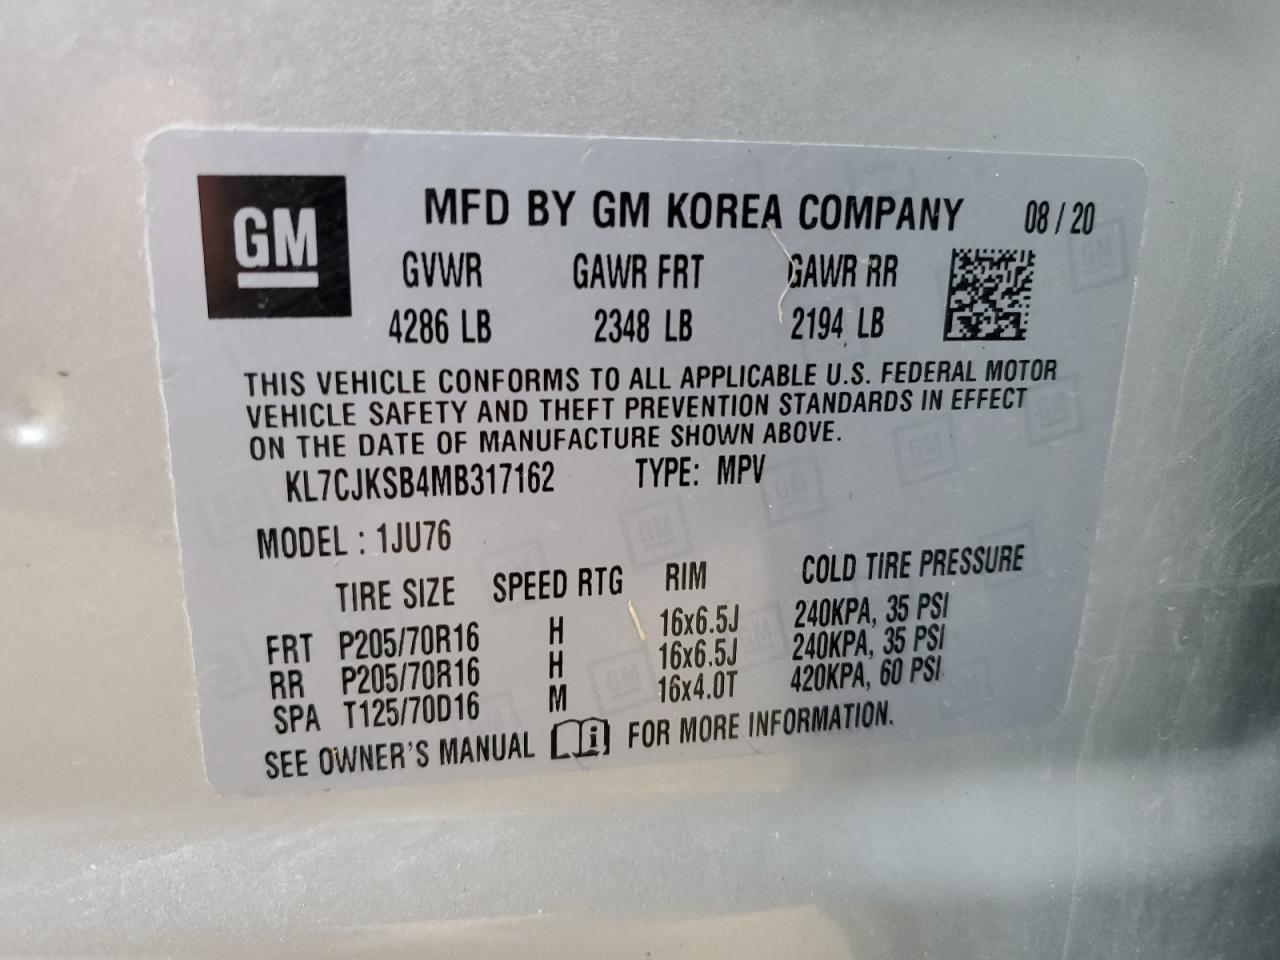 GM MFD BY GM KOREA COMPANY 08 / 20
GVWR GAWR FRT GAWR RR
4286 LB 2348 LB 2194 LB
THIS VEHICLE CONFORMS TO ALL APPLICABLE U.S. FEDERAL MOTOR
VEHICLE SAFETY AND THEFT PREVENTION STANDARDS IN EFFECT
ON THE DATE OF MANUFACTURE SHOWN ABOVE.
KL7CJKSB4MB317162 TYPE: MPV
MODEL : 1JU76
TIRE SIZE SPEED RTG RIM COLD TIRE PRESSURE
FRT P205/70R16 H 16x6.5J 240KPA, 35 PSI
RR P205/70R16 H 16x6.5J 240KPA, 35 PSI
SPA T125/70D16 M 16x4.0T 420KPA, 60 PSI
SEE OWNER'S MANUAL i FOR MORE INFORMATION.